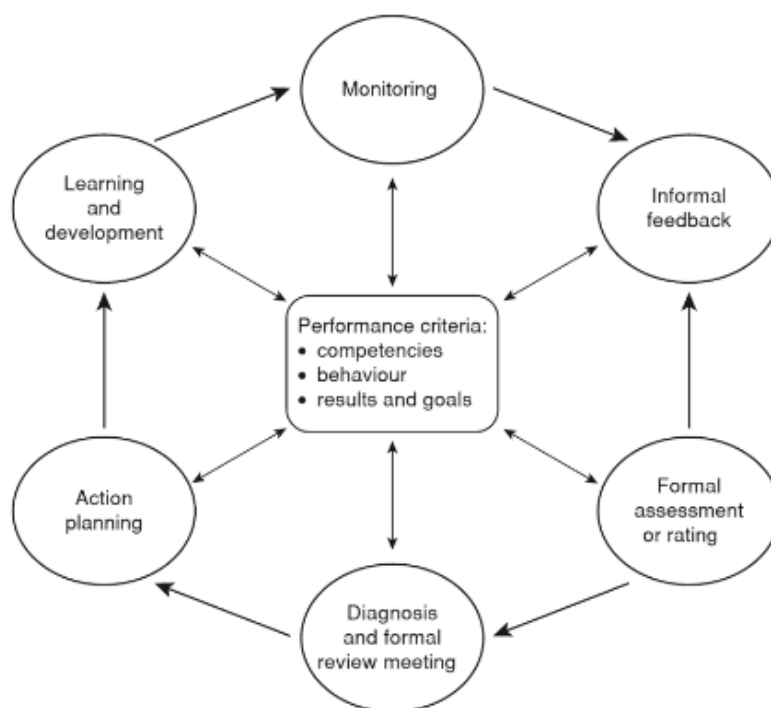 Monitoring
Learning
and
development
Informal
feedback
Performance criteria:
• competencies
• behaviour
• results and goals
Action
planning
Formal
assessment
or rating
Diagnosis
and formal
review meeting